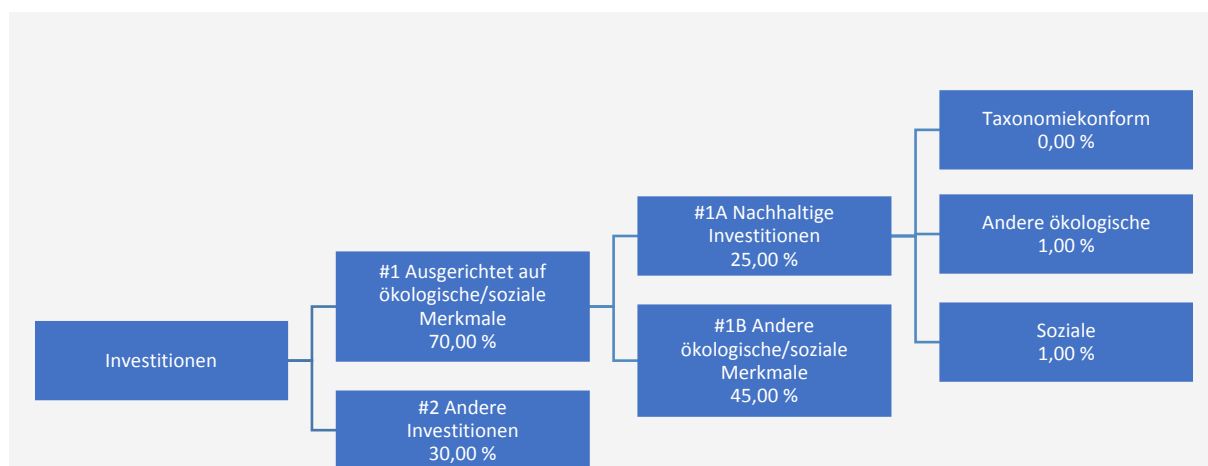 Investitionen
#1 Ausgerichtet auf
ökologische/soziale
Merkmale
70,00 %
#2 Andere
Investitionen
30,00 %
#1A Nachhaltige
Investitionen
25,00 %
#1B Andere
ökologische/soziale
Merkmale
45,00 %
Taxonomiekonform
0,00 %
Andere ökologische
1,00 %
Soziale
1,00 %